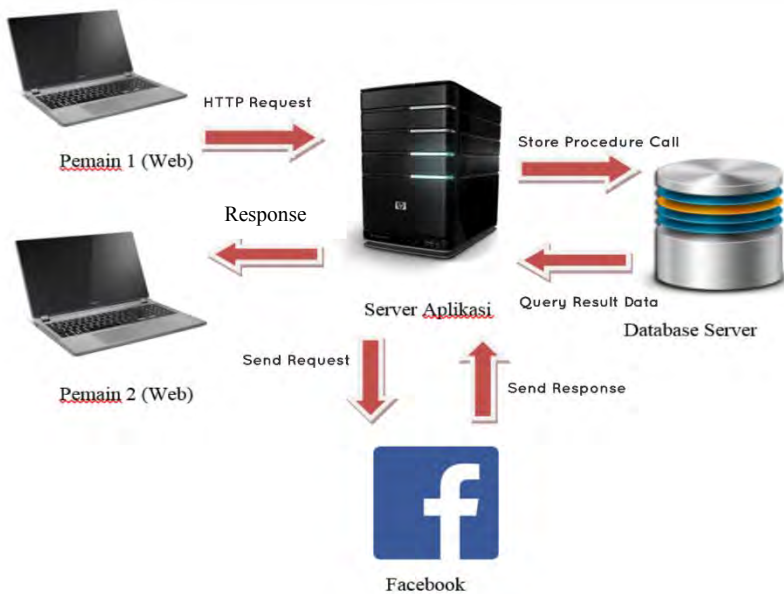 HTTP Request
Store Procedure Call
Pemain 1 (Web)
Response
Server Aplikasi
Query Result Data
Database Server
Send Request
Send Response
Pemain 2 (Web)
f
Facebook
hp